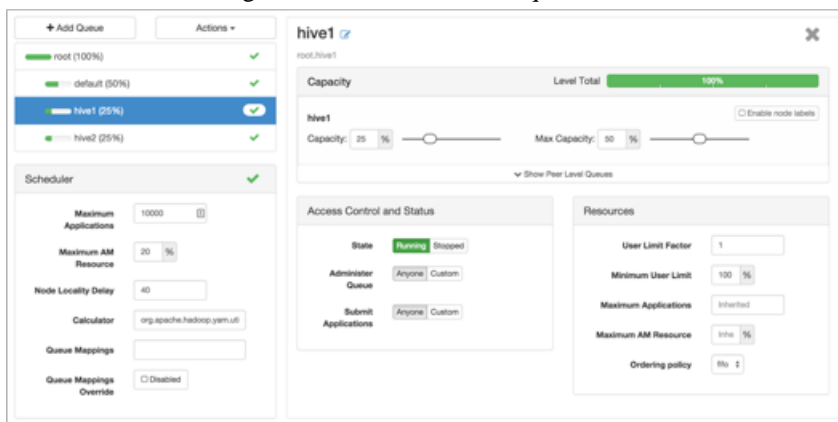 + Add Queue
Actions
root (100%)
default (50%)
hive1 (25%)
hive2 (25%)
Scheduler
Maximum Applications
10000
Maximum AM Resource
20 %
Node Locality Delay
40
Calculator
org.apache.hadoop.yarn.uti
Queue Mappings
Queue Mappings Override
Disabled
hive1
root.hive1
Capacity
Level Total
100%
hive1
Enable node labels
Capacity: 25 %
Max Capacity: 50 %
Show Peer Level Queues
Access Control and Status
State
Running Stopped
Administer Queue
Anyone Custom
Submit Applications
Anyone Custom
Resources
User Limit Factor
1
Minimum User Limit
100 %
Maximum Applications
Inherited
Maximum AM Resource
Inhe %
Ordering policy
fifo